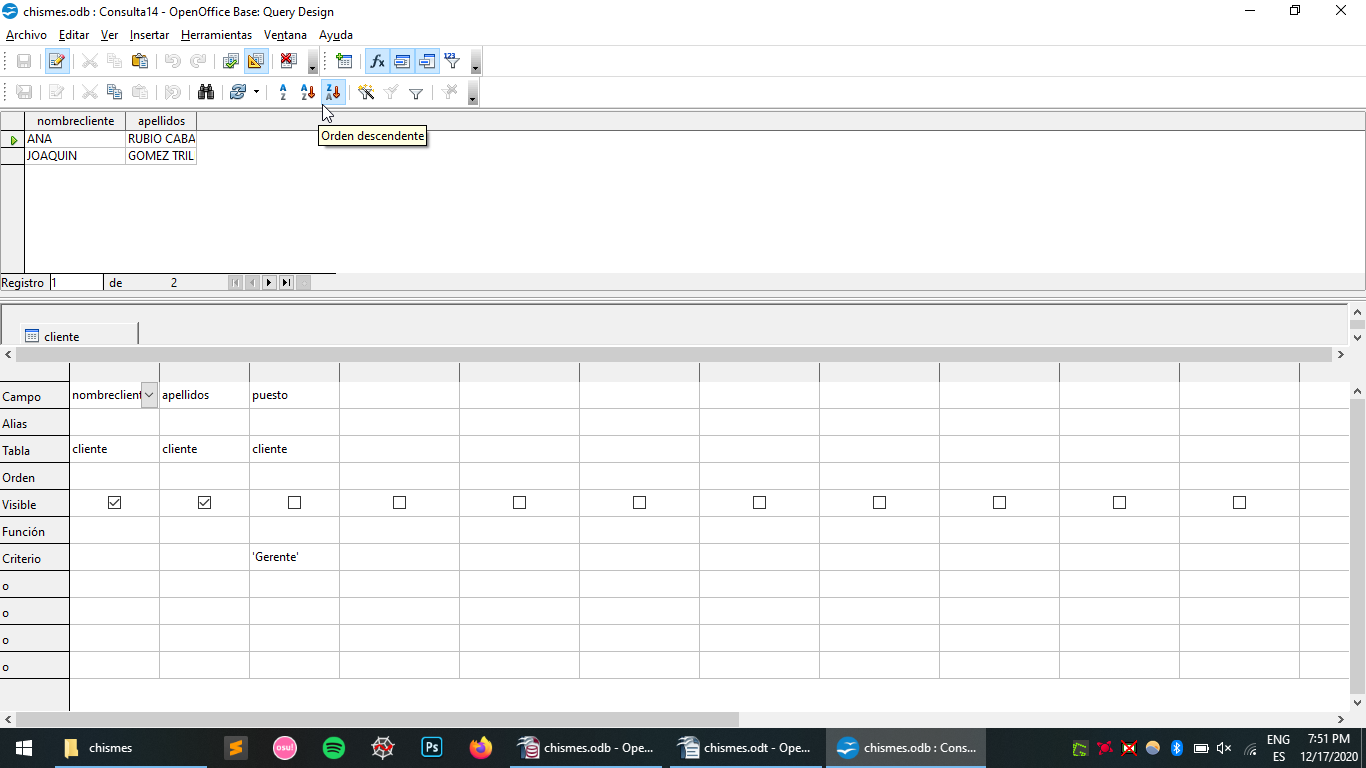 chismes.odb : Consulta14 - OpenOffice Base: Query Design
Archivo Editar Ver Insertar Herramientas Ventana Ayuda
nombrecliente apellidos
ANA RUBIO CABA
JOAQUIN GOMEZ TRIL
Orden descendente
Registro 1 de 2
cliente
Campo nombreclient apellidos puesto
Alias
Tabla cliente cliente cliente
Orden
Visible
Función
Criterio 'Gerente'
o
o
o
o
chismes
osu!
Ps
chismes.odb - Ope...
chismes.odt - Ope...
chismes.odb : Cons...
ENG
ES
7:51 PM
12/17/2020